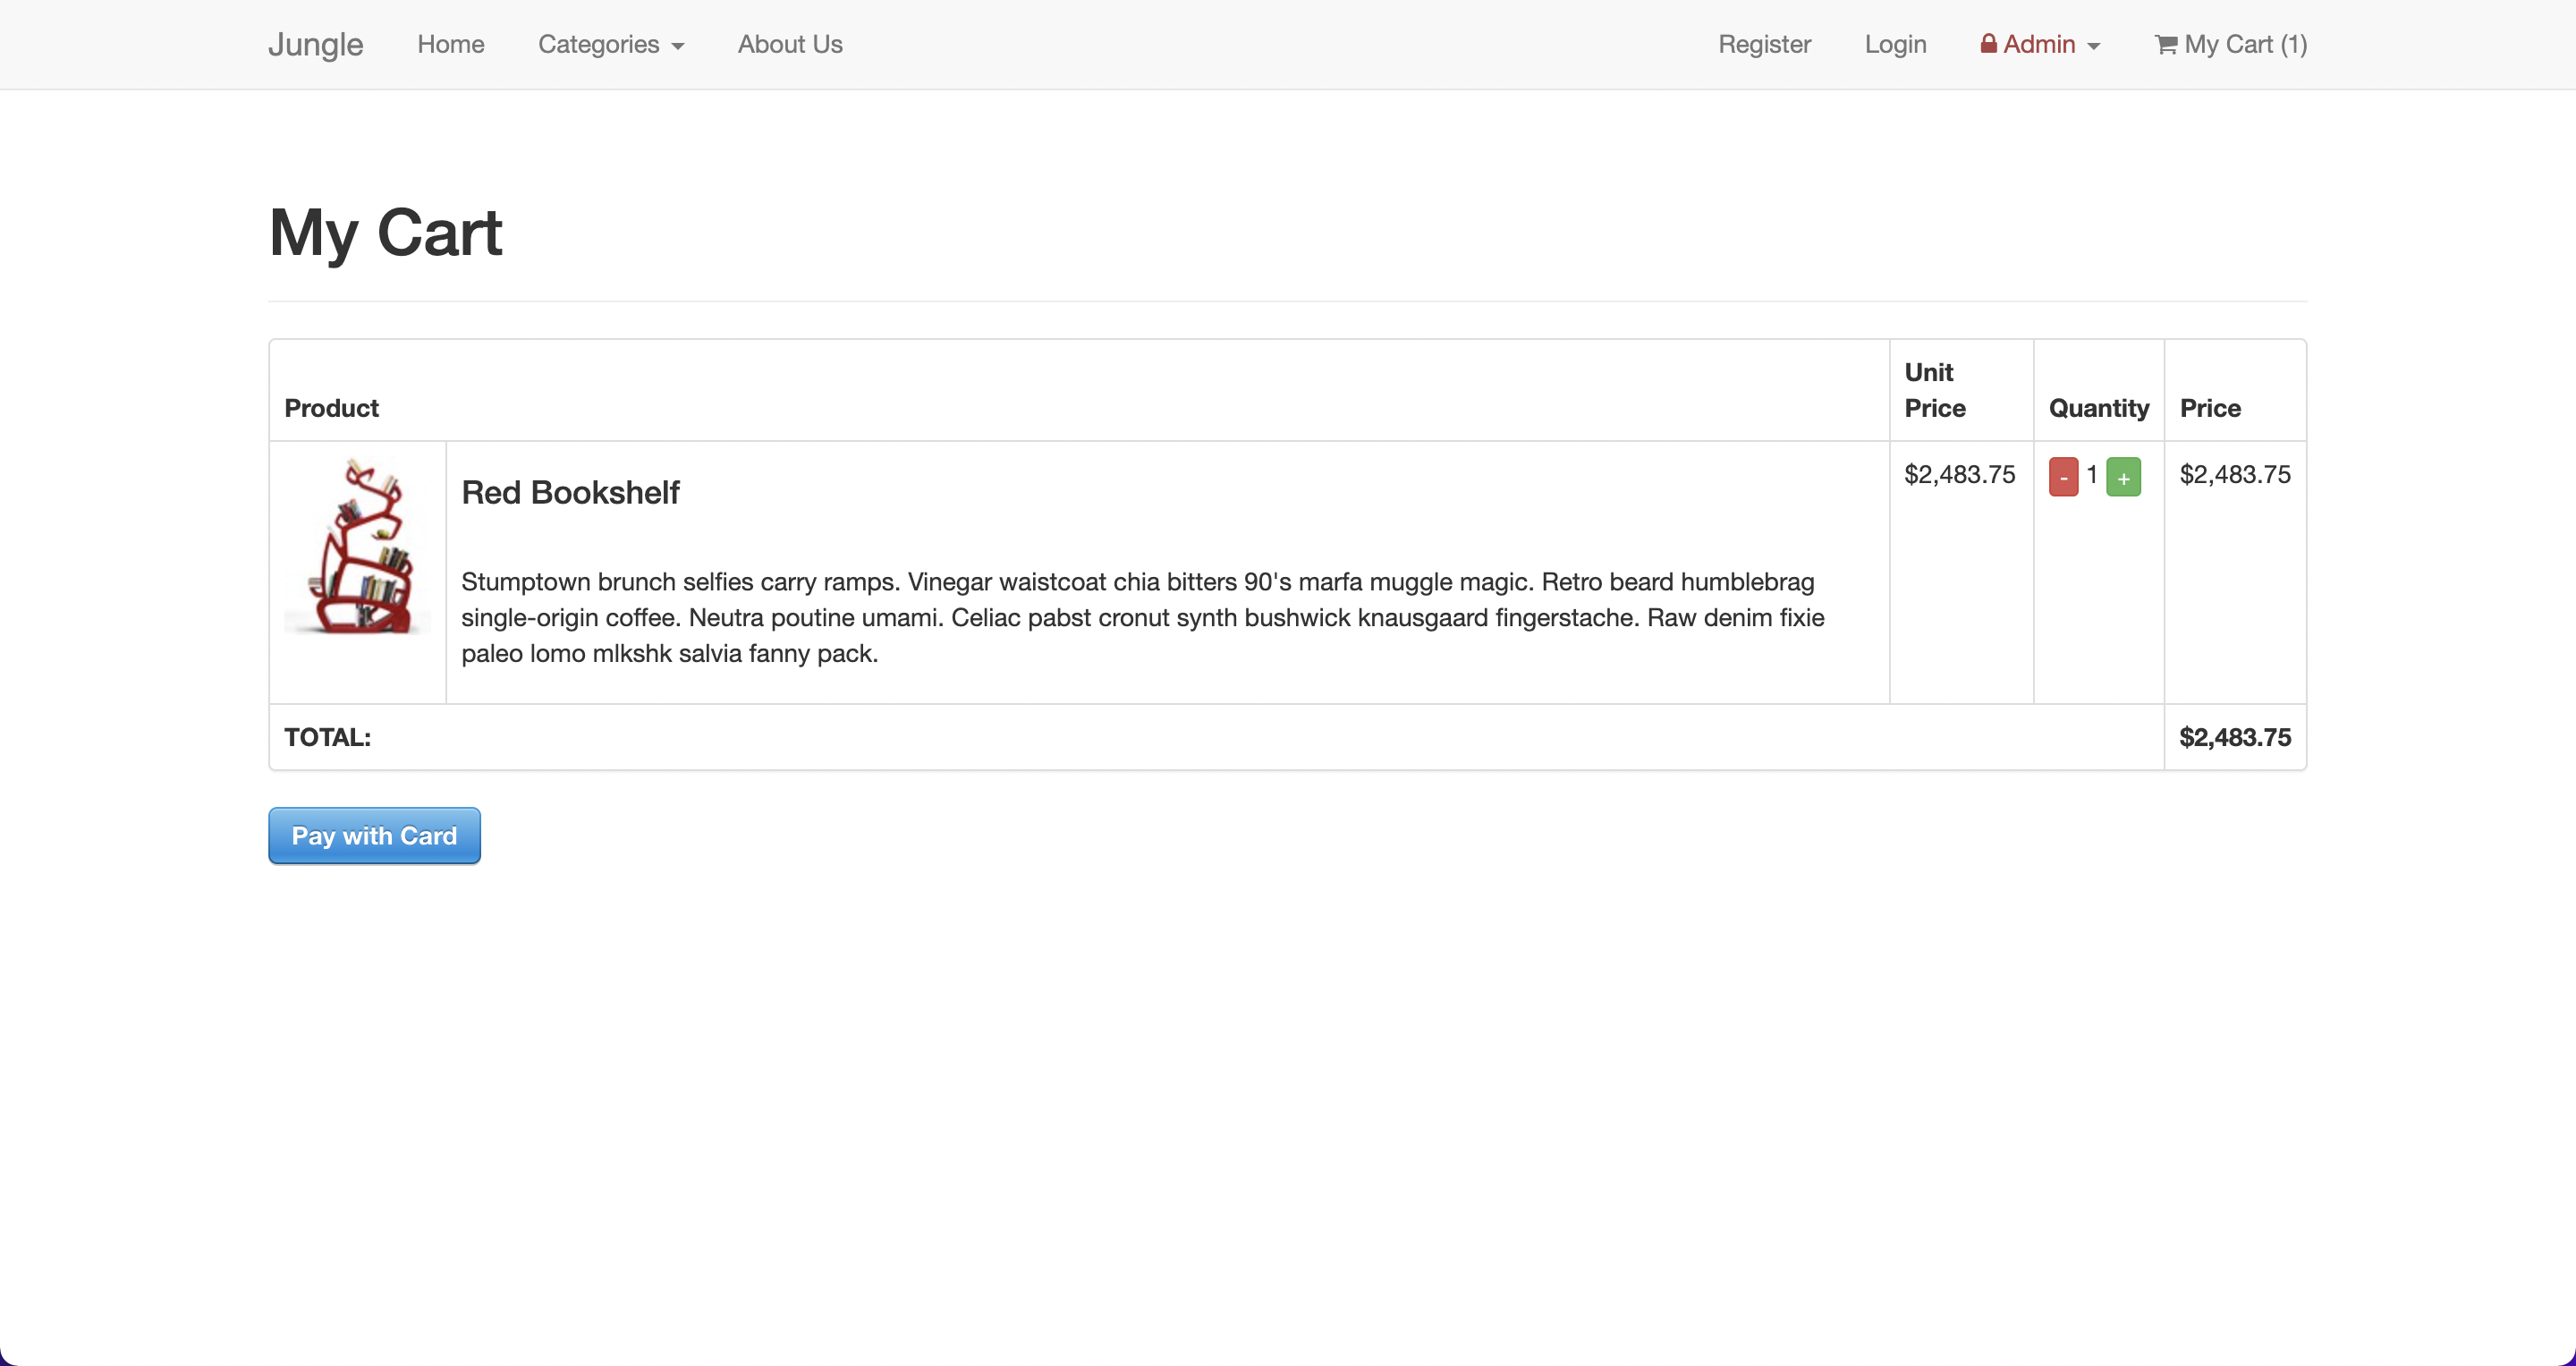 Jungle Home Categories About Us Register Login Admin My Cart (1)
My Cart
Product Unit Price Quantity Price
Red Bookshelf $2,483.75 - 1 + $2,483.75
Stumptown brunch selfies carry ramps. Vinegar waistcoat chia bitters 90's marfa muggle magic. Retro beard humblebrag
single-origin coffee. Neutra poutine umami. Celiac pabst cronut synth bushwick knausgaard fingerstache. Raw denim fixie
paleo lomo mlkshk salvia fanny pack.
TOTAL: $2,483.75
Pay with Card